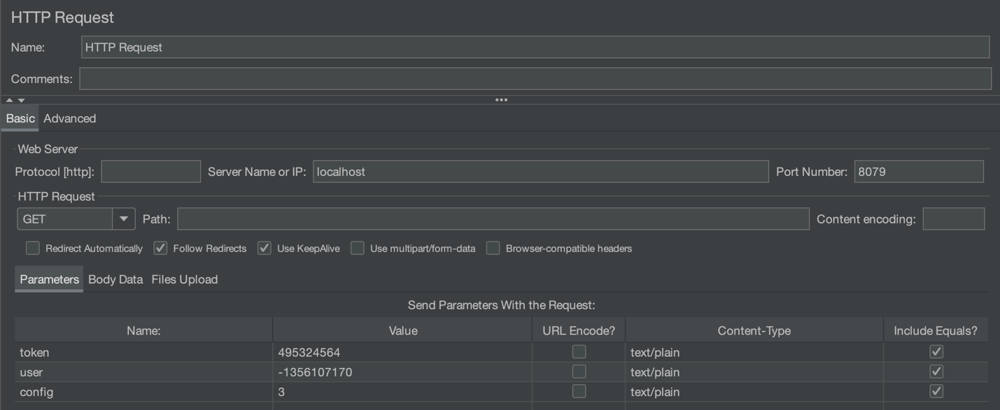 HTTP Request
Name: HTTP Request
Comments:
Basic Advanced
Web Server
Protocol [http]: Server Name or IP: localhost Port Number: 8079
HTTP Request
GET Path: Content encoding:
Redirect Automatically Follow Redirects Use KeepAlive Use multipart/form-data Browser-compatible headers
Parameters Body Data Files Upload
Send Parameters With the Request:
Name: Value URL Encode? Content-Type Include Equals?
token 495324564 text/plain
user -1356107170 text/plain
config 3 text/plain